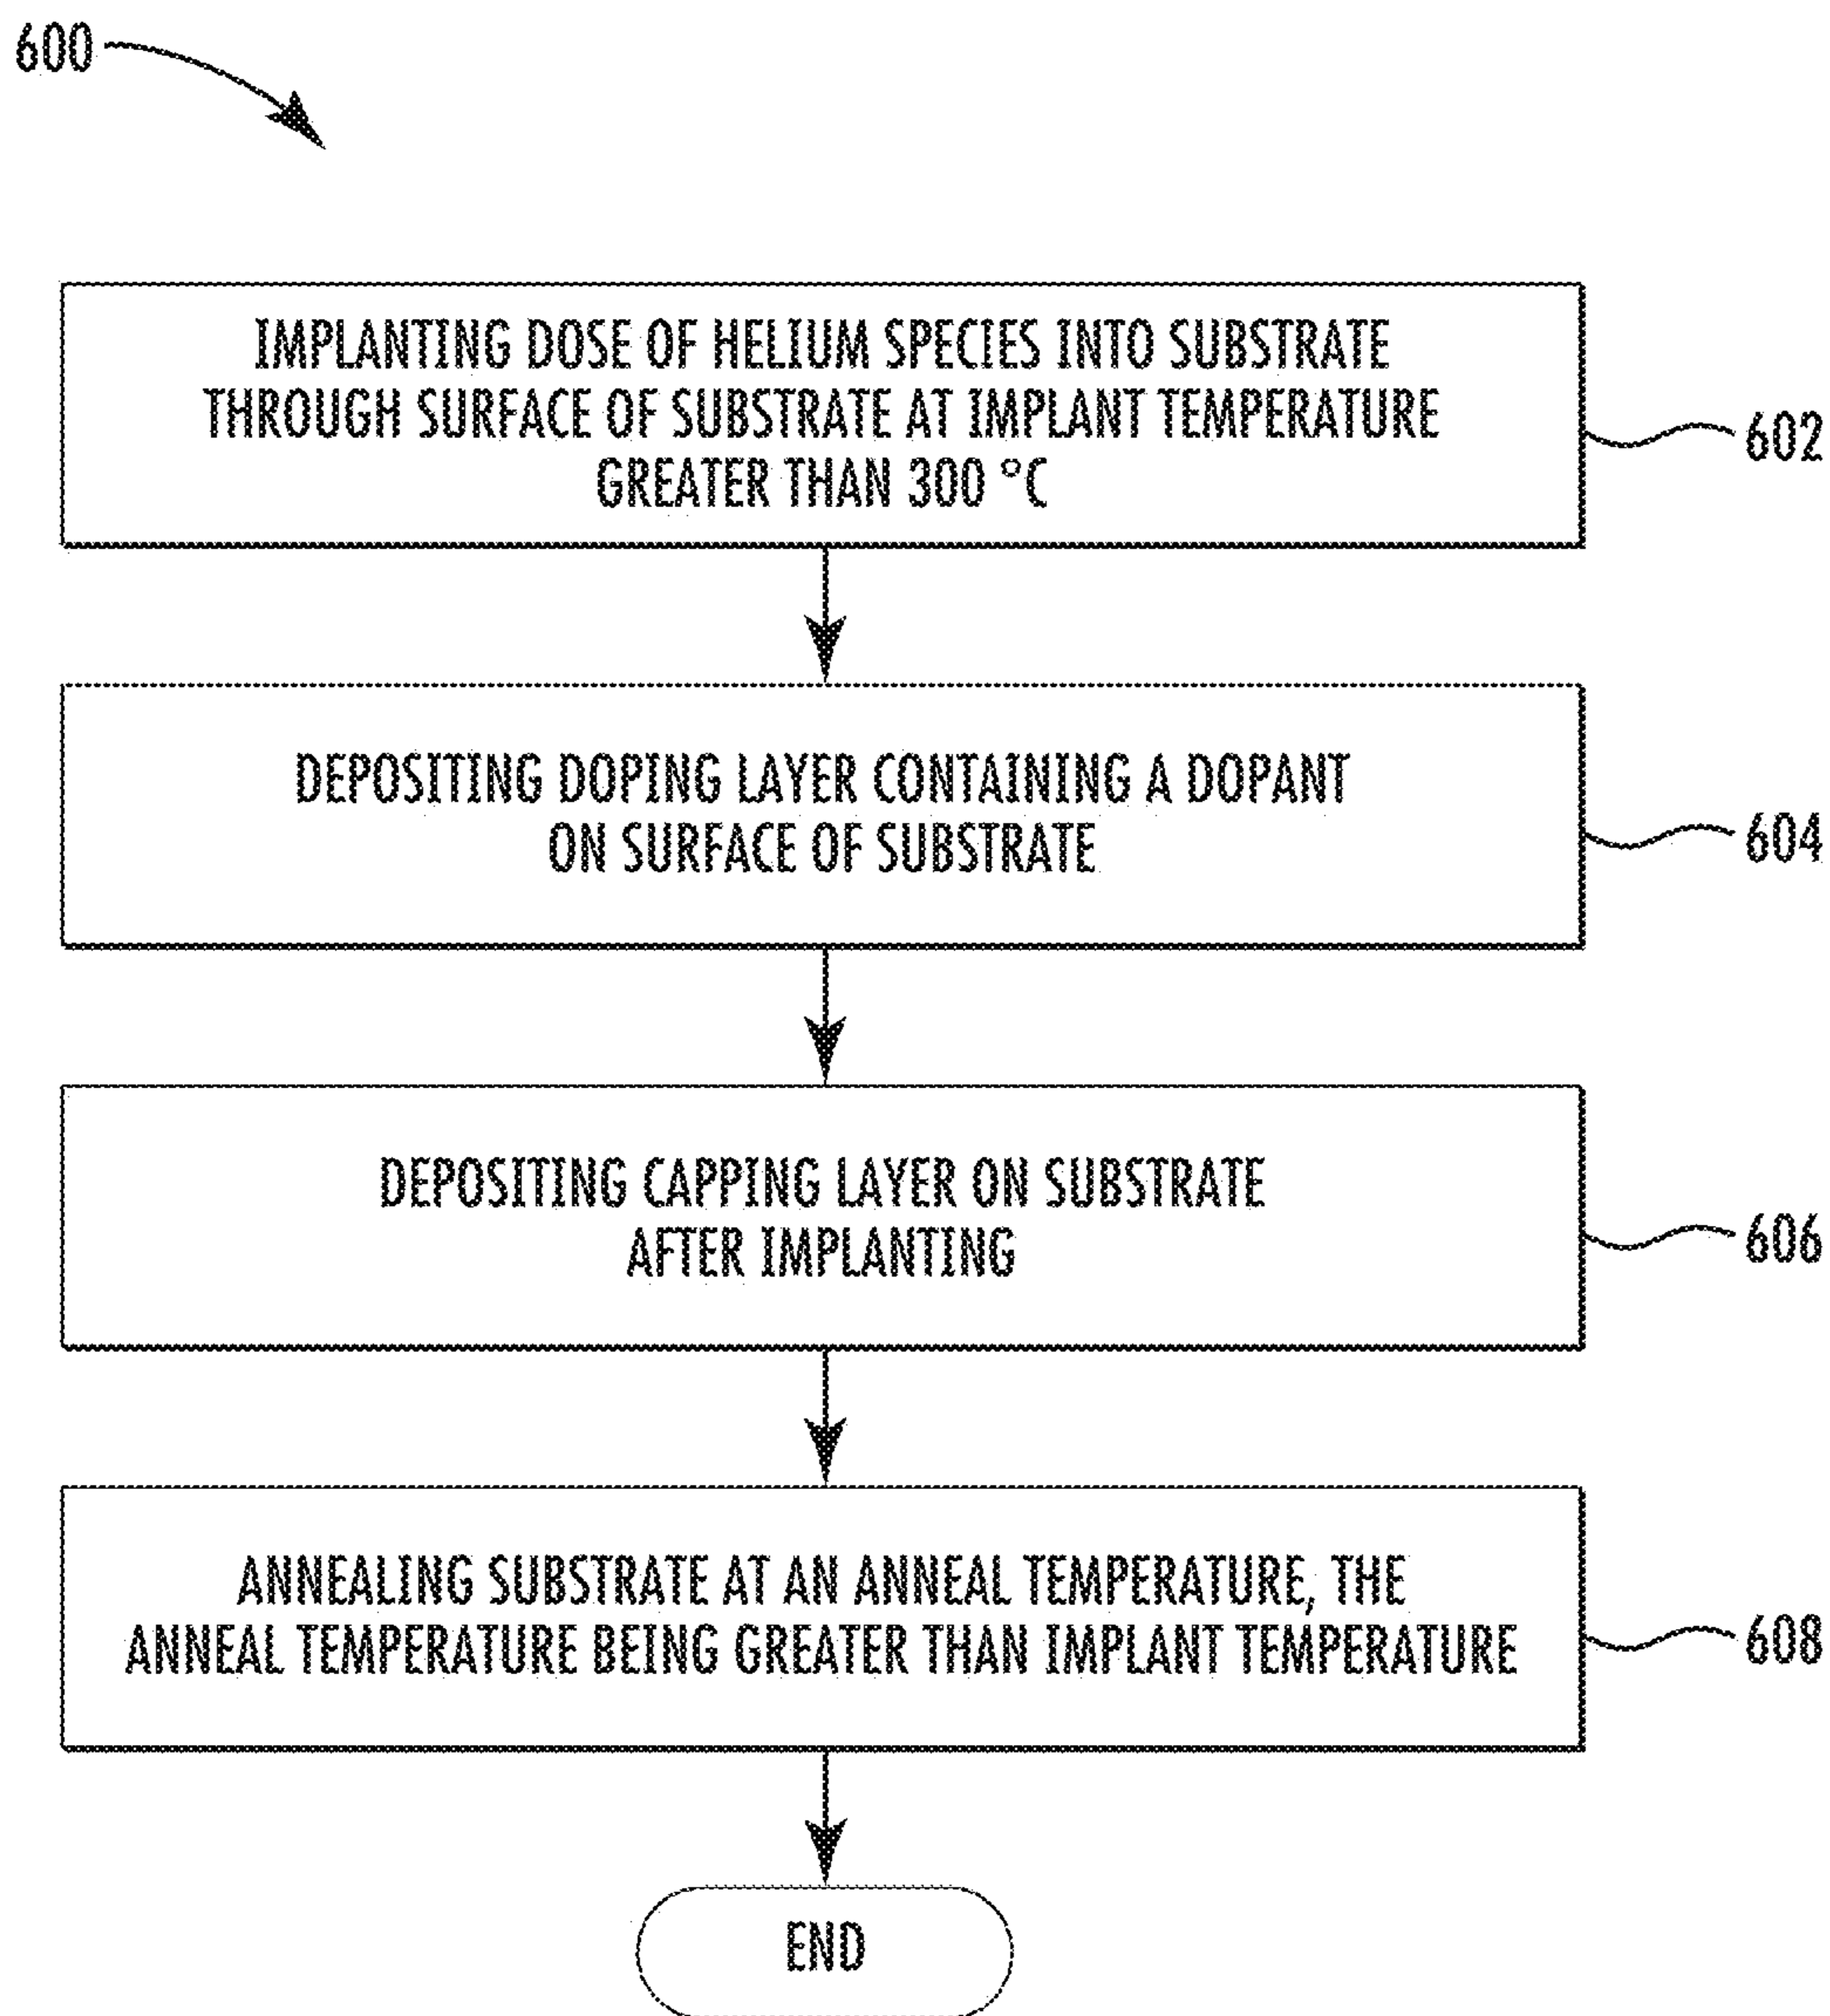 600
IMPLANTING DOSE OF HELIUM SPECIES INTO SUBSTRATE
THROUGH SURFACE OF SUBSTRATE AT IMPLANT TEMPERATURE
GREATER THAN 300 °C
602
DEPOSITING DOPING LAYER CONTAINING A DOPANT
ON SURFACE OF SUBSTRATE
604
DEPOSITING CAPPING LAYER ON SUBSTRATE
AFTER IMPLANTING
606
ANNEALING SUBSTRATE AT AN ANNEAL TEMPERATURE, THE
ANNEAL TEMPERATURE BEING GREATER THAN IMPLANT TEMPERATURE
608
END